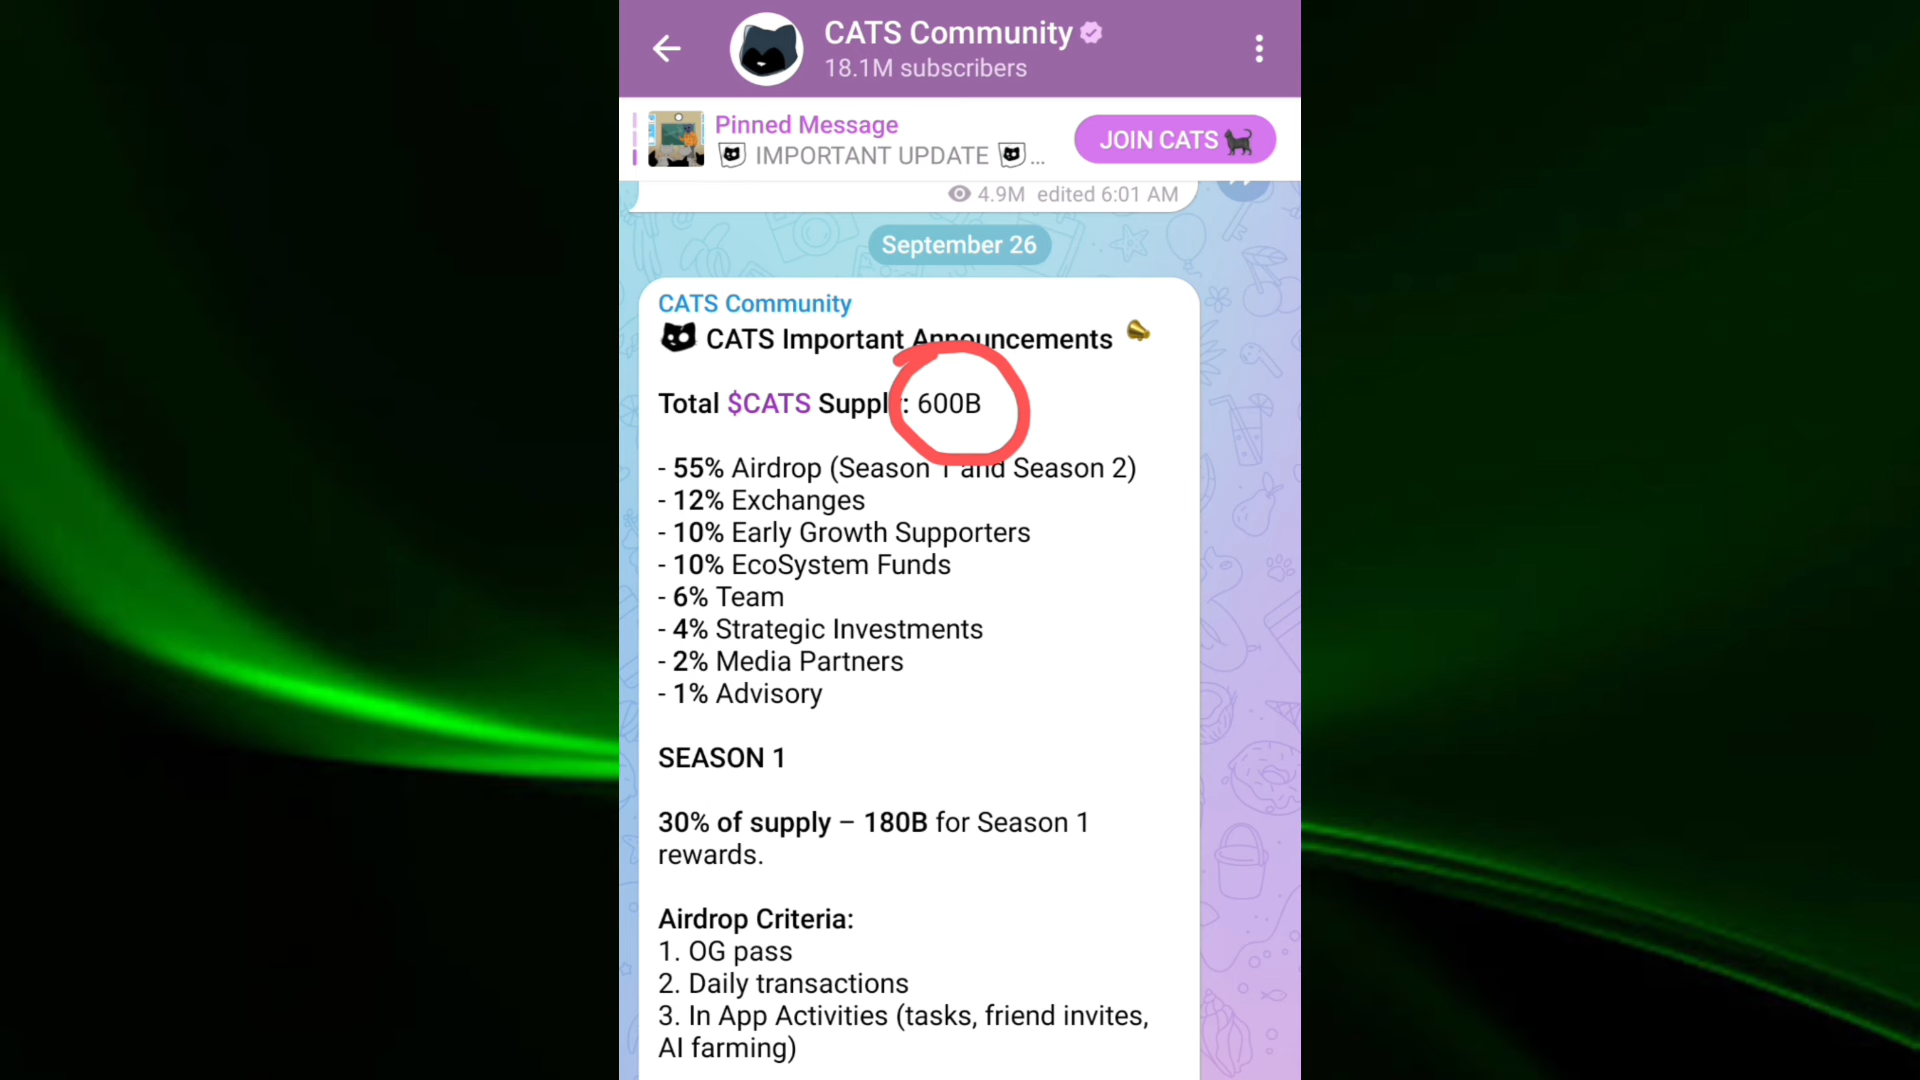 CATS Community
18.1M subscribers
Pinned Message
IMPORTANT UPDATE ...
JOIN CATS
4.9M edited 6:01 AM
September 26
CATS Community
CATS Important Announcements
Total $CATS Supply: 600B
- 55% Airdrop (Season 1 and Season 2)
- 12% Exchanges
- 10% Early Growth Supporters
- 10% EcoSystem Funds
- 6% Team
- 4% Strategic Investments
- 2% Media Partners
- 1% Advisory
SEASON 1
30% of supply – 180B for Season 1
rewards.
Airdrop Criteria:
1. OG pass
2. Daily transactions
3. In App Activities (tasks, friend invites,
AI farming)